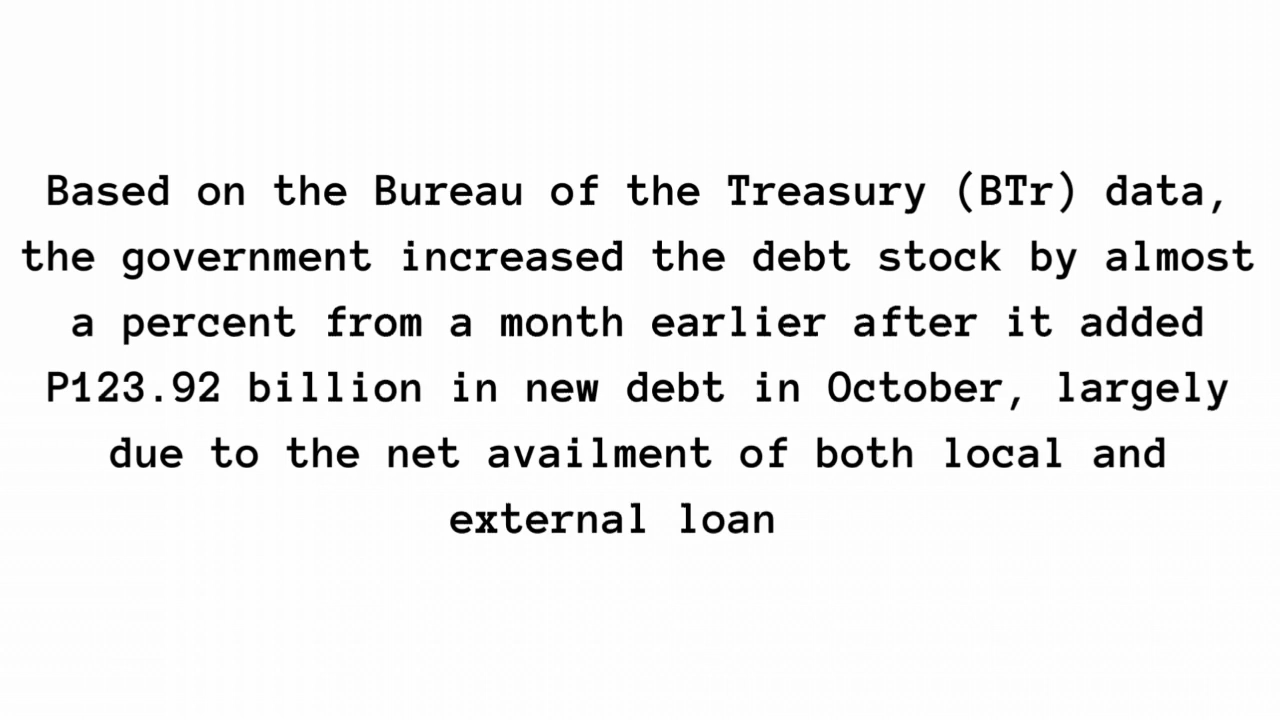 Based on the Bureau of the Treasury (BTr) data,
the government increased the debt stock by almost
a percent from a month earlier after it added
P123.92 billion in new debt in October, largely
due to the net availment of both local and
external loan